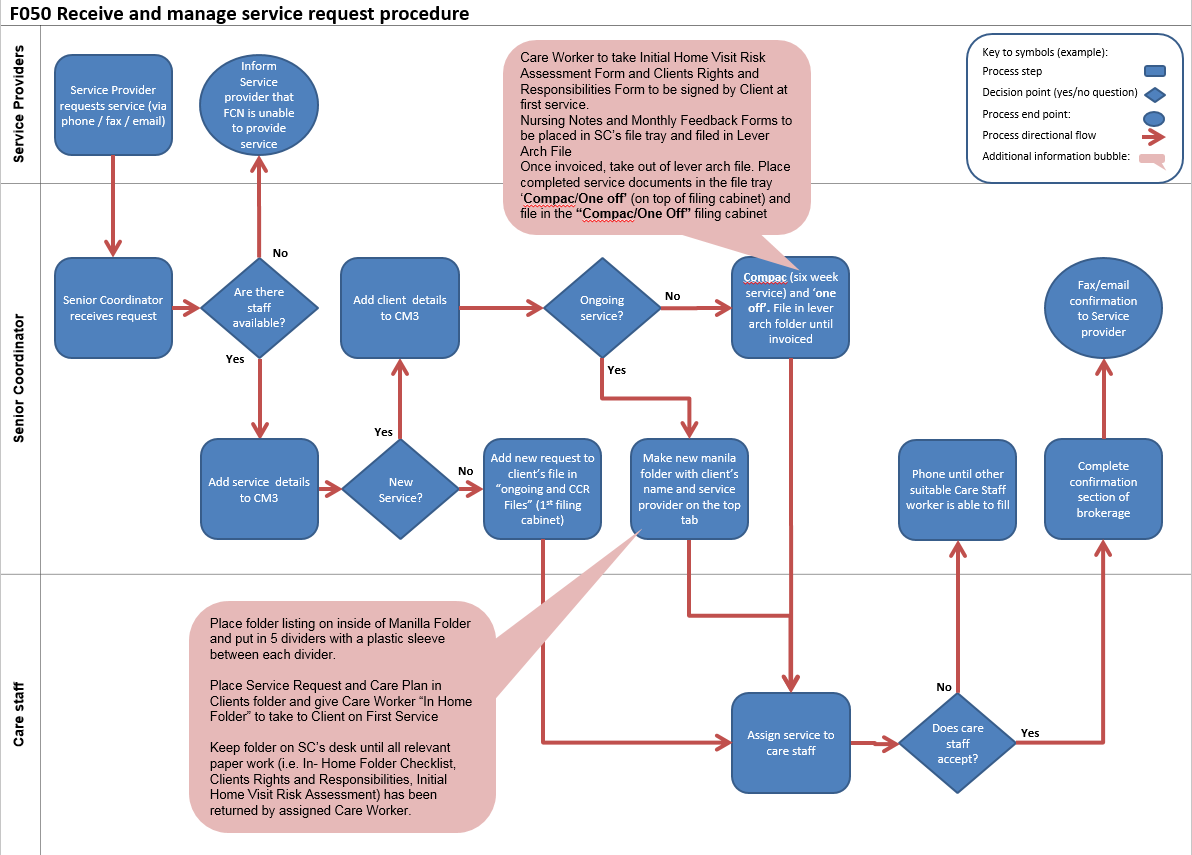 F050 Receive and manage service request procedure
Service Providers
Service Provider
requests service (via
phone / fax / email)
Inform
Service
provider that
FCN is unable
to provide
service
Care Worker to take Initial Home Visit Risk
Assessment Form and Clients Rights and
Responsibilities Form to be signed by Client at
first service.
Nursing Notes and Monthly Feedback Forms to
be placed in SC's file tray and filed in Lever
Arch File
Once invoiced, take out of lever arch file. Place
completed service documents in the file tray
‘Compac/One off’ (on top of filing cabinet) and
file in the “Compac/One Off” filing cabinet
Key to symbols (example):
Process step
Decision point (yes/no question)
Process end point:
Process directional flow
Additional information bubble:
Senior Coordinator
Senior Coordinator
receives request
No
Are there
staff
available?
Yes
Add client details
to CM3
Ongoing
service?
No
Yes
Compac (six week
service) and ‘one
off’. File in lever
arch folder until
invoiced
Fax/email
confirmation
to Service
provider
Add service details
to CM3
Yes
New
Service?
No
Add new request to
client’s file in
“ongoing and CCR
Files” (1st filing
cabinet)
Make new manila
folder with client’s
name and service
provider on the top
tab
Phone until other
suitable Care Staff
worker is able to fill
Complete
confirmation
section of
brokerage
Care staff
Place folder listing on inside of Manilla Folder
and put in 5 dividers with a plastic sleeve
between each divider.
Place Service Request and Care Plan in
Clients folder and give Care Worker “In Home
Folder” to take to Client on First Service
Keep folder on SC’s desk until all relevant
paper work (i.e. In- Home Folder Checklist,
Clients Rights and Responsibilities, Initial
Home Visit Risk Assessment) has been
returned by assigned Care Worker.
Assign service to
care staff
No
Does care
staff
accept?
Yes